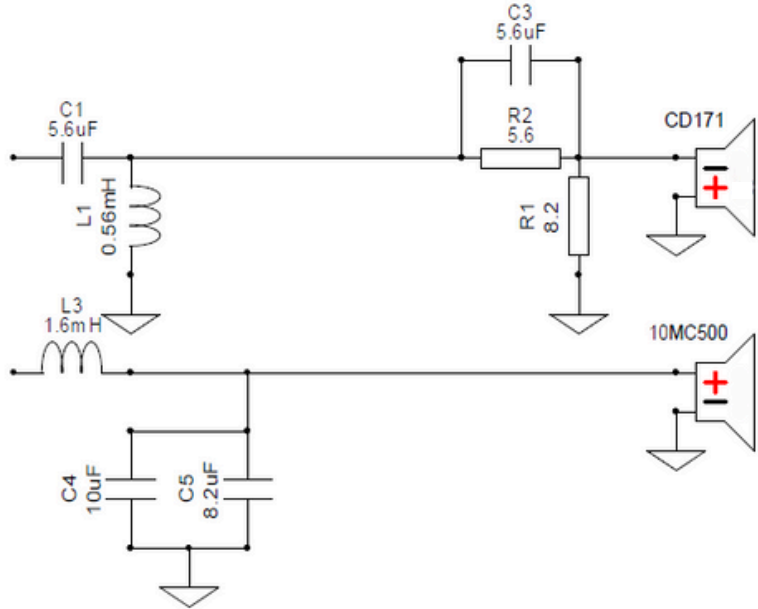 C3
5.6uF
C1
5.6uF
R2
5.6
CD171
−
+
L1
0.56mH
R1
8.2
L3
1.6mH
10MC500
+
−
C4
10uF
C5
8.2uF